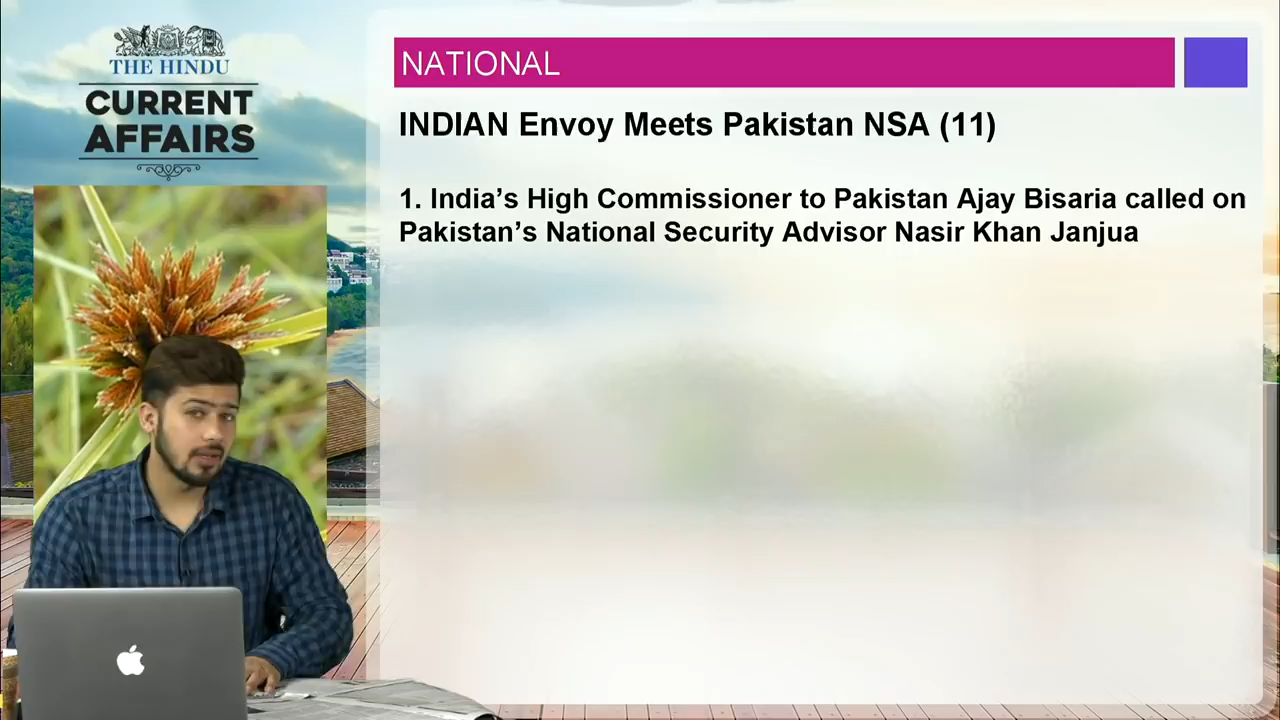 THE HINDU
CURRENT
AFFAIRS
NATIONAL
INDIAN Envoy Meets Pakistan NSA (11)
1. India’s High Commissioner to Pakistan Ajay Bisaria called on
Pakistan’s National Security Advisor Nasir Khan Janjua